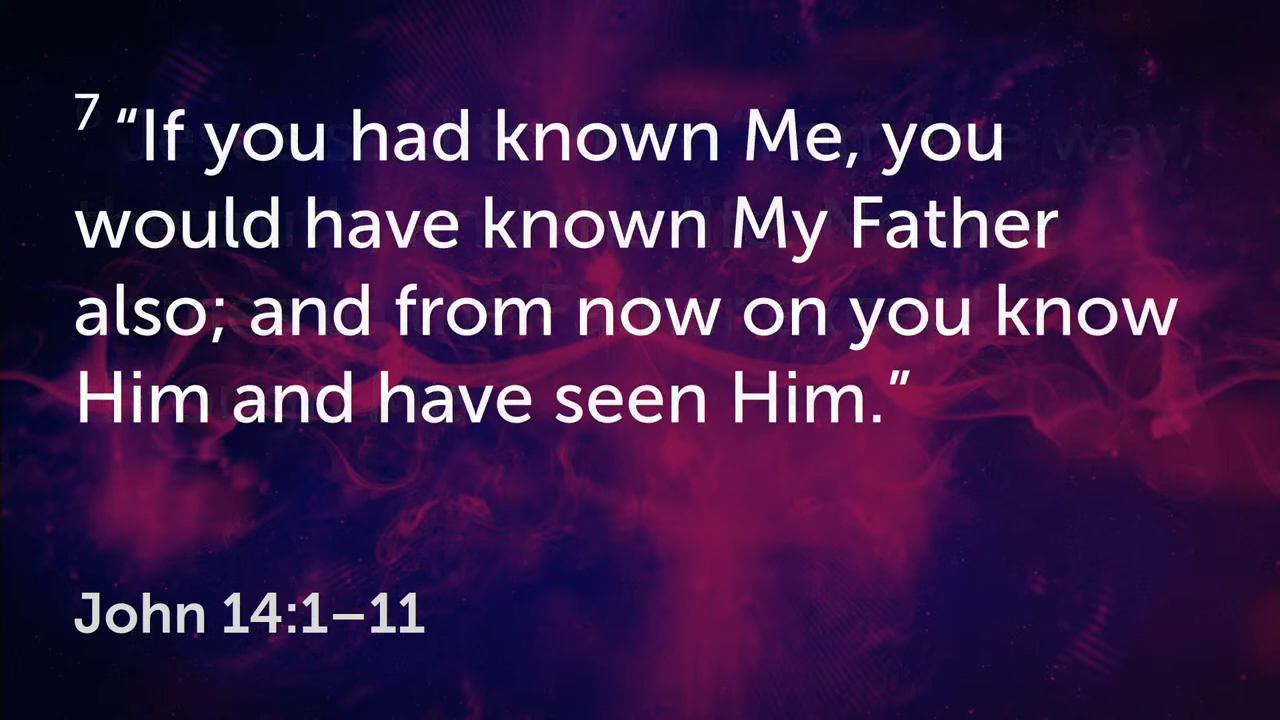 7 “If you had known Me, you
would have known My Father
also; and from now on you know
Him and have seen Him.”
John 14:1–11